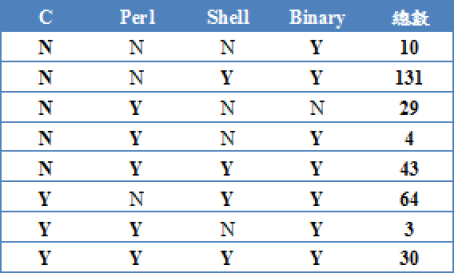 C Perl Shell Binary 總數
N N N Y 10
N N Y Y 131
N Y N N 29
N Y N Y 4
N Y Y Y 43
Y N Y Y 64
Y Y N Y 3
Y Y Y Y 30